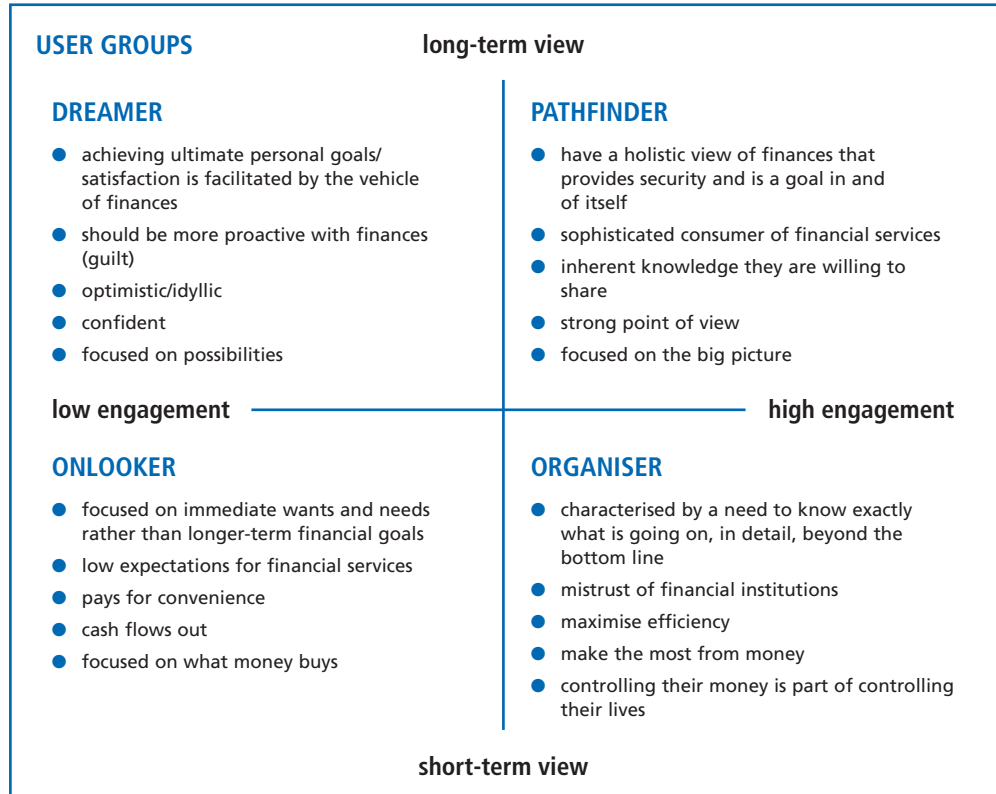 USER GROUPS
long-term view
DREAMER
● achieving ultimate personal goals/
satisfaction is facilitated by the vehicle
of finances
● should be more proactive with finances
(guilt)
● optimistic/idyllic
● confident
● focused on possibilities
PATHFINDER
● have a holistic view of finances that
provides security and is a goal in and
of itself
● sophisticated consumer of financial services
● inherent knowledge they are willing to
share
● strong point of view
● focused on the big picture
low engagement
high engagement
ONLOOKER
● focused on immediate wants and needs
rather than longer-term financial goals
● low expectations for financial services
● pays for convenience
● cash flows out
● focused on what money buys
ORGANISER
● characterised by a need to know exactly
what is going on, in detail, beyond the
bottom line
● mistrust of financial institutions
● maximise efficiency
● make the most from money
● controlling their money is part of controlling
their lives
short-term view